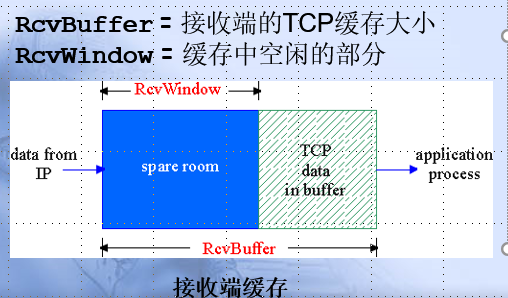 RcvBuffer = 接收端的TCP缓存大小
RcvWindow = 缓存中空闲的部分
RcvWindow
data from
IP
spare room
TCP
data
in buffer
application
process
RcvBuffer
接收端缓存